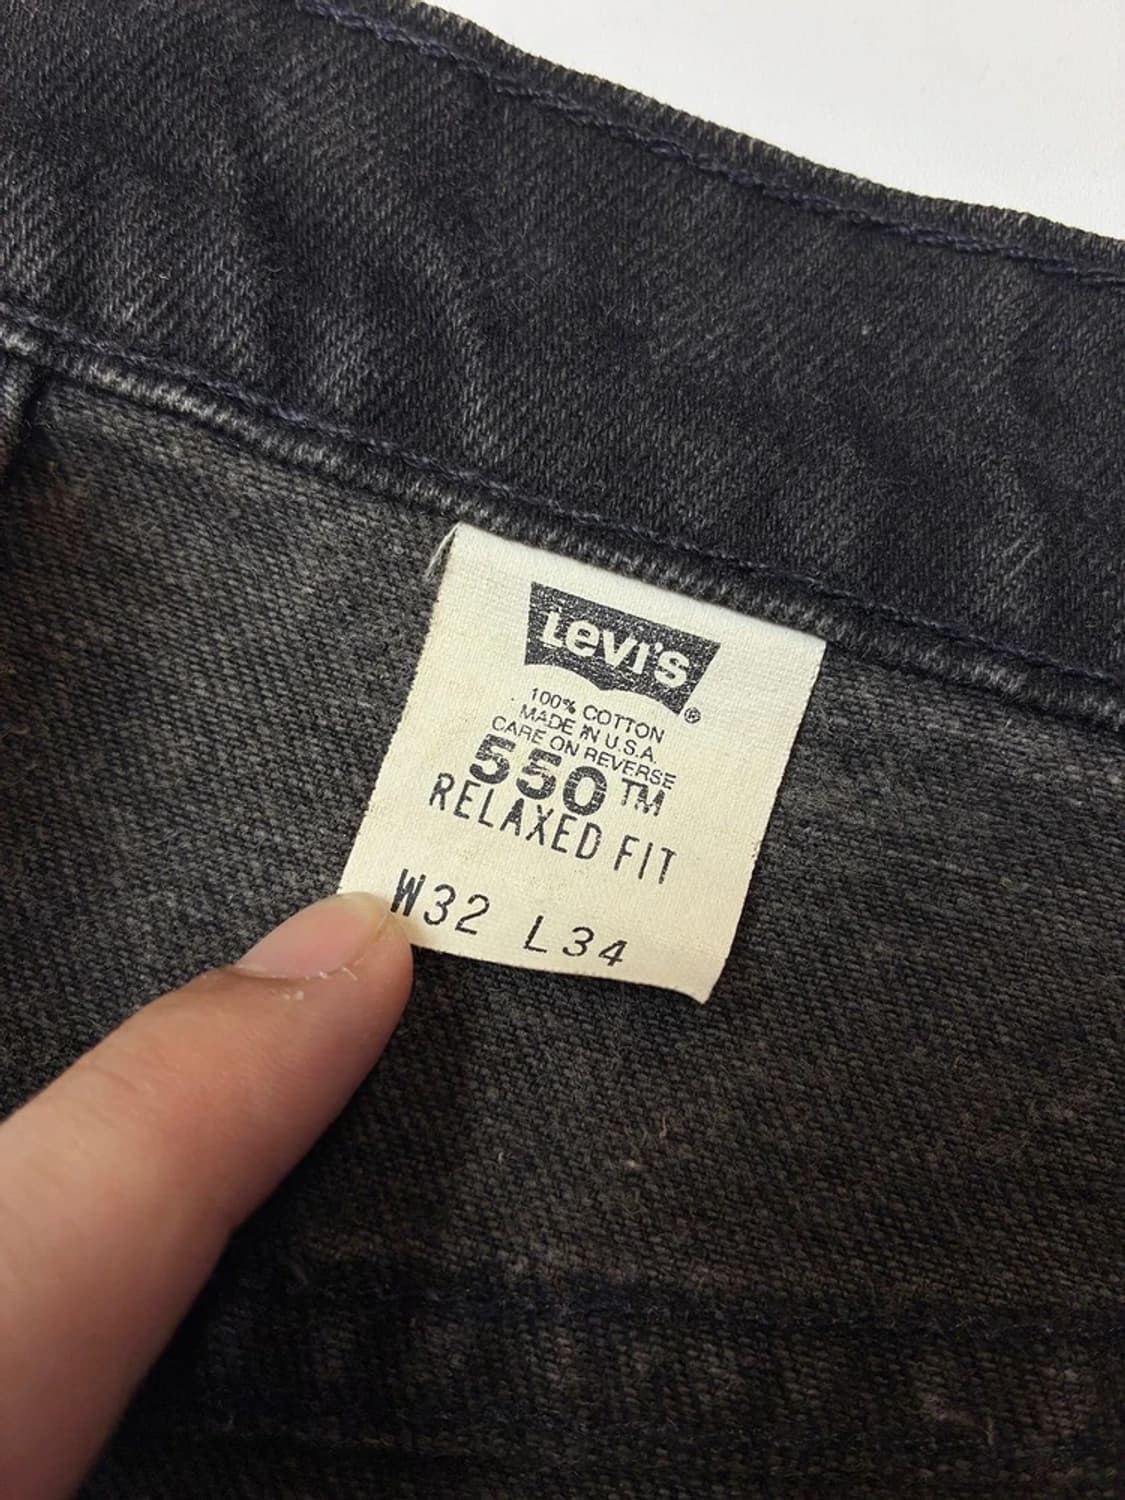 Levi's®
100% COTTON
MADE IN U.S.A.
CARE ON REVERSE
550™
RELAXED FIT
W32 L34